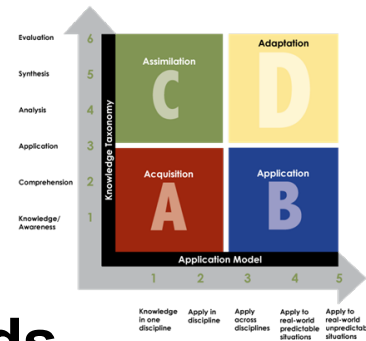 Evaluation 6
Synthesis 5
Analysis 4
Application 3
Comprehension 2
Knowledge/
Awareness 1
Knowledge Taxonomy
Assimilation
C
Adaptation
D
Acquisition
A
Application
B
Application Model
1 2 3 4 5
Knowledge
in one
discipline
Apply in
discipline
Apply
across
disciplines
Apply to
real-world
predictable
situations
Apply to
real-world
unpredictab
situations
ds